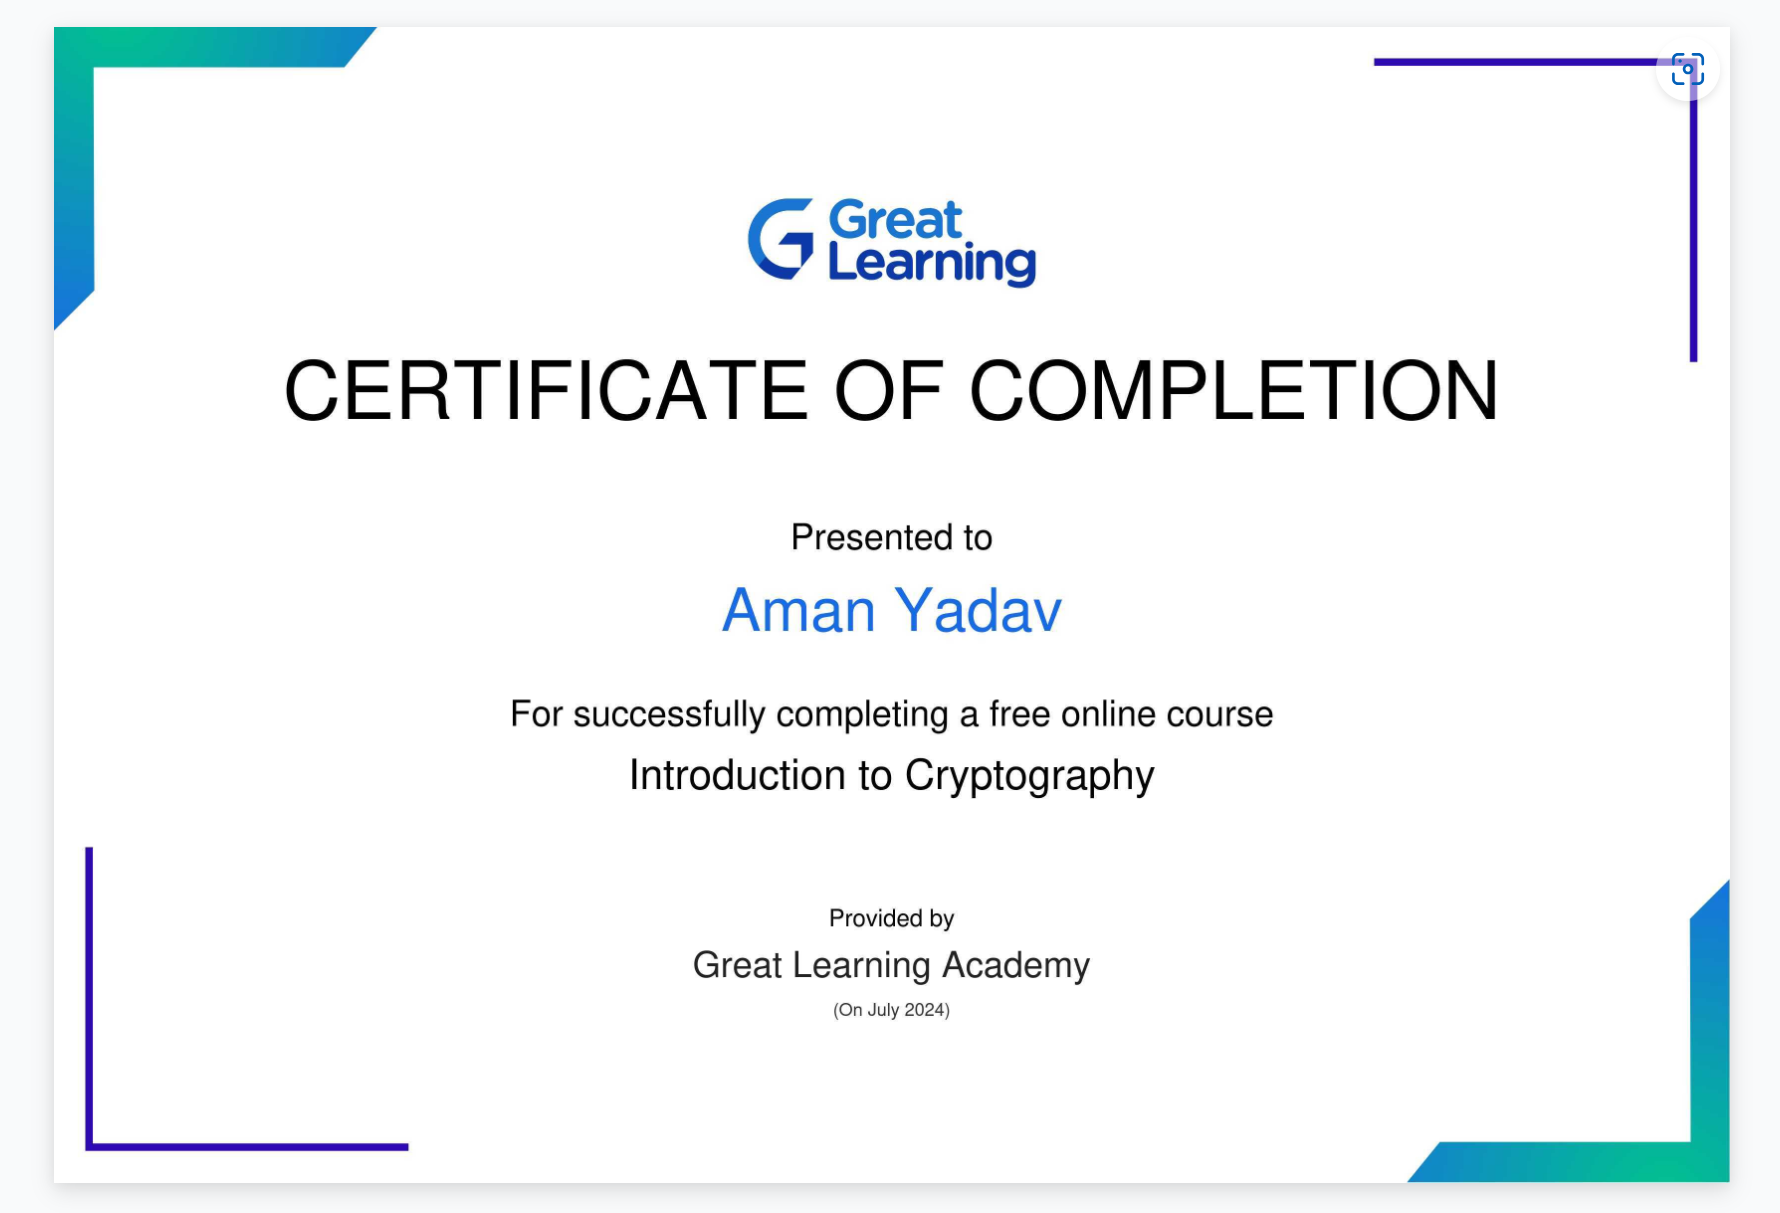 Great
Learning
CERTIFICATE OF COMPLETION
Presented to
Aman Yadav
For successfully completing a free online course
Introduction to Cryptography
Provided by
Great Learning Academy
(On July 2024)